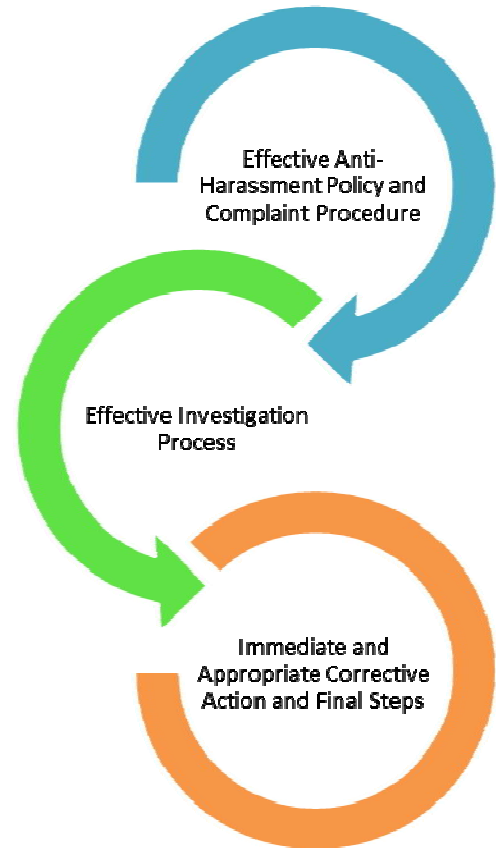 Effective Anti-
Harassment Policy and
Complaint Procedure
Effective Investigation
Process
Immediate and
Appropriate Corrective
Action and Final Steps